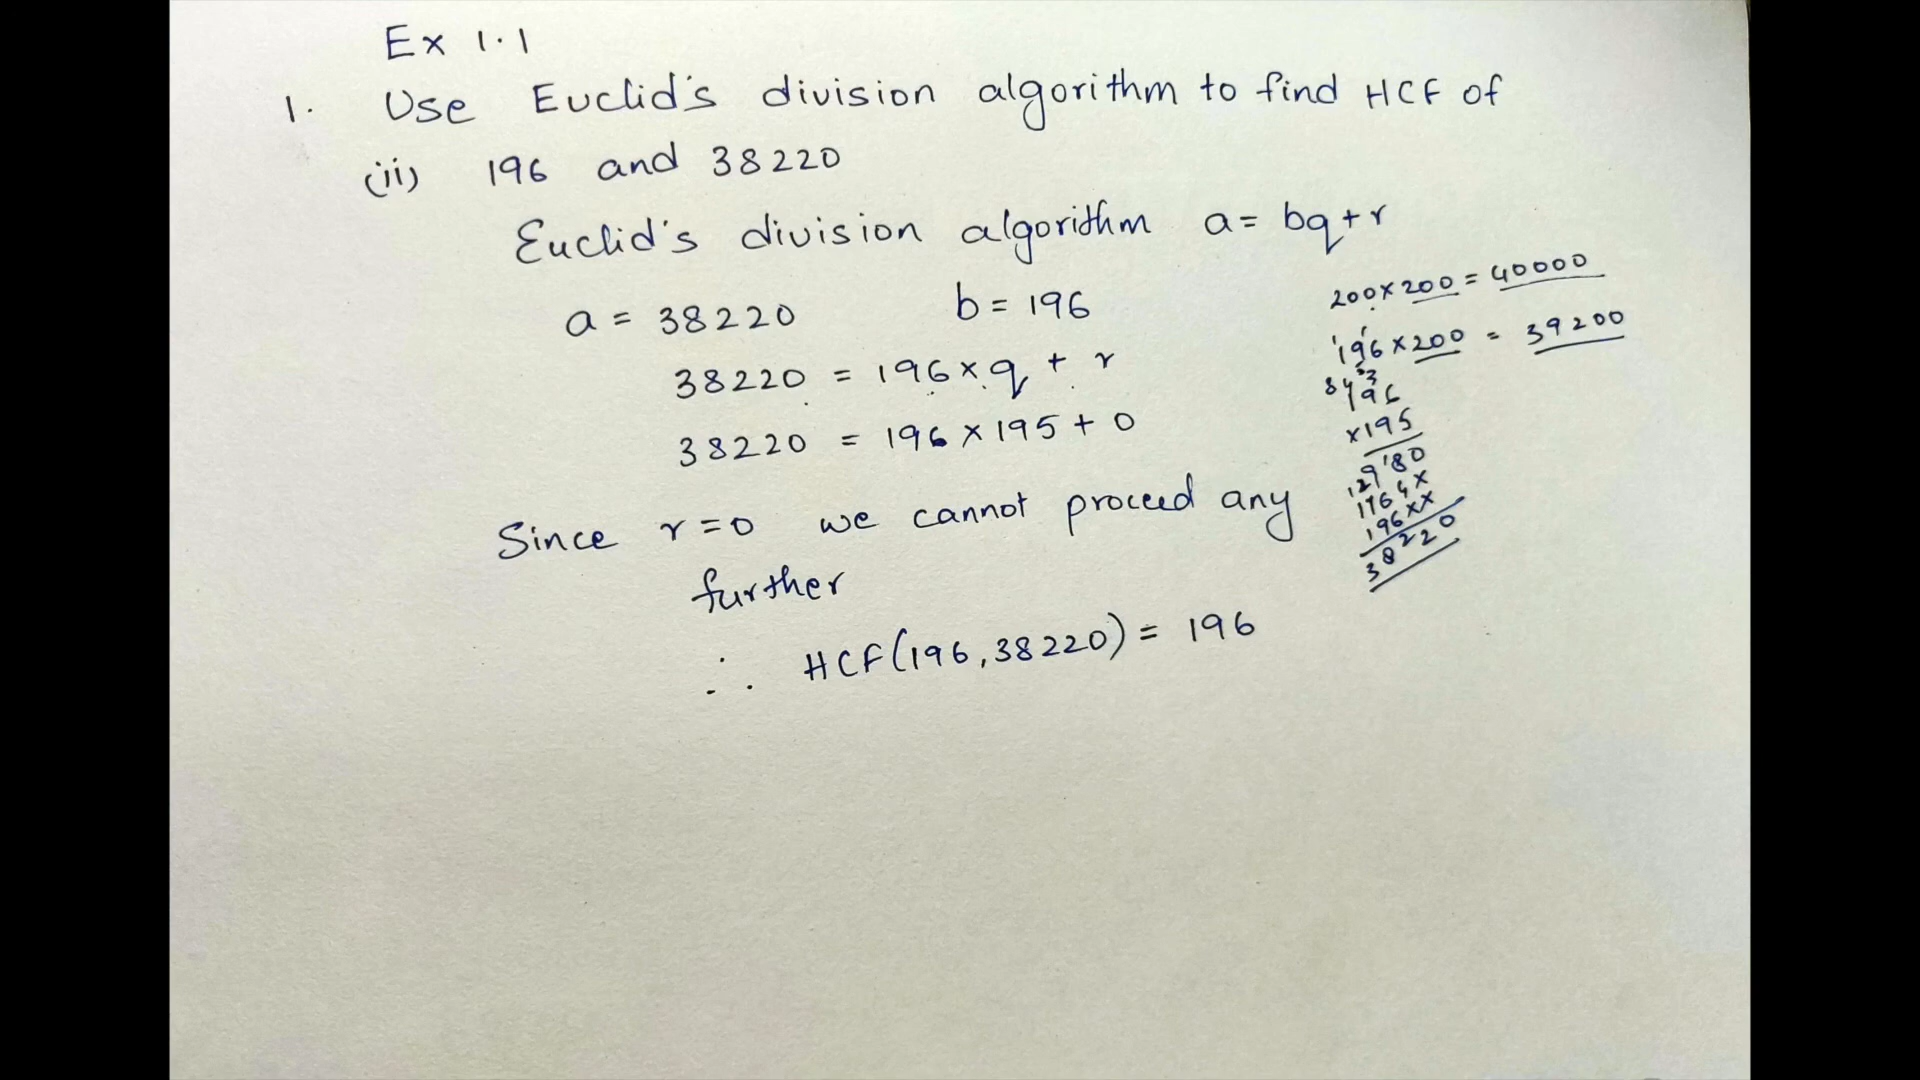 Ex 1.1
1. Use Euclid's division algorithm to find HCF of
(ii) 196 and 38220
Euclid's division algorithm a = bq + r
a = 38220 b = 196
38220 = 196 × q + r
38220 = 196 × 195 + 0
Since r = 0 we cannot proceed any
further
∴ HCF(196, 38220) = 196
200 × 200 = 40000
196 × 200 = 39200
196
×195
980
1764×
196××
38220